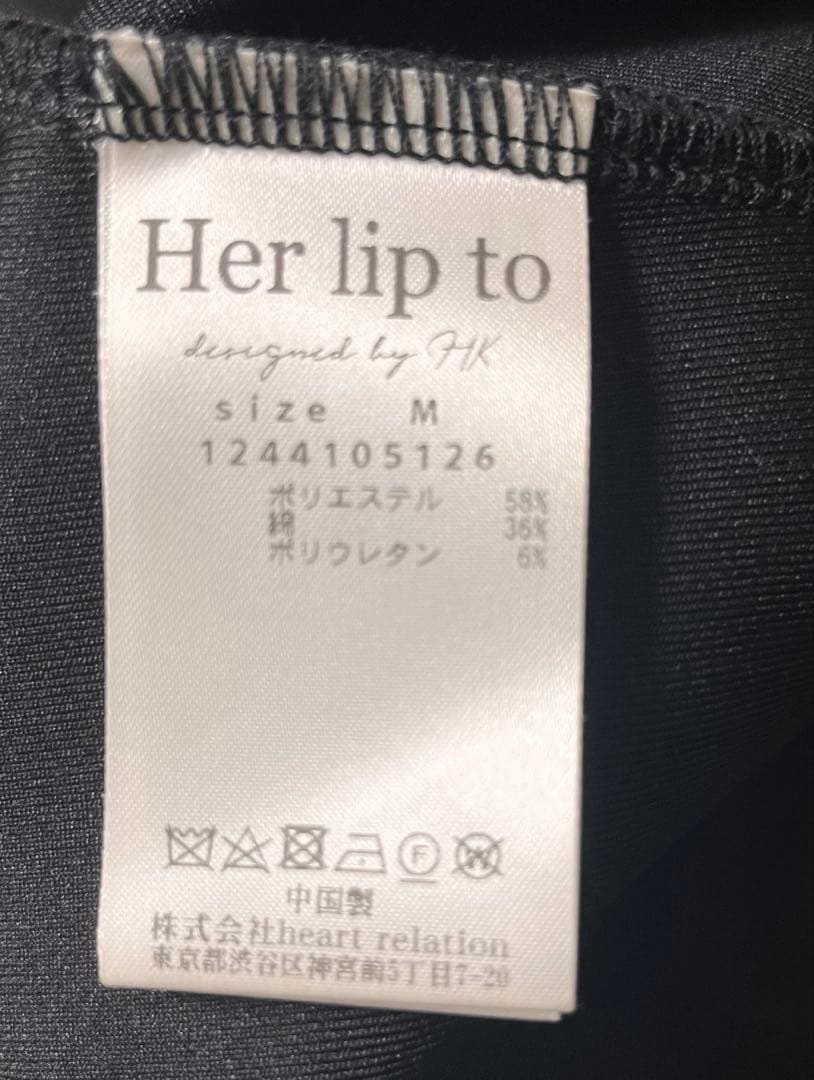 Her lip to
designed by HK
size M
1244105126
ポリエステル 58%
綿 36%
ポリウレタン 6%
F W
中国製
株式会社heart relation
東京都渋谷区神宮前5丁目7-20